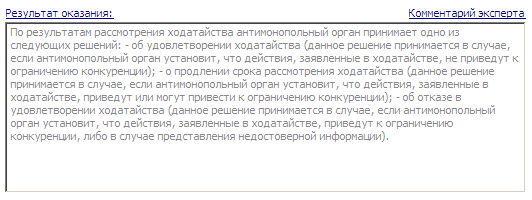 Результат оказания: Комментарий эксперта
По результатам рассмотрения ходатайства антимонопольный орган принимает одно из
следующих решений: - об удовлетворении ходатайства (данное решение принимается в случае,
если антимонопольный орган установит, что действия, заявленные в ходатайстве, не приведут к
ограничению конкуренции); - о продлении срока рассмотрения ходатайства (данное решение
принимается в случае, если антимонопольный орган установит, что действия, заявленные в
ходатайстве, приведут или могут привести к ограничению конкуренции); - об отказе в
удовлетворении ходатайства (данное решение принимается в случае, если антимонопольный
орган установит, что действия, заявленные в ходатайстве, приведут к ограничению
конкуренции, либо в случае представления недостоверной информации).